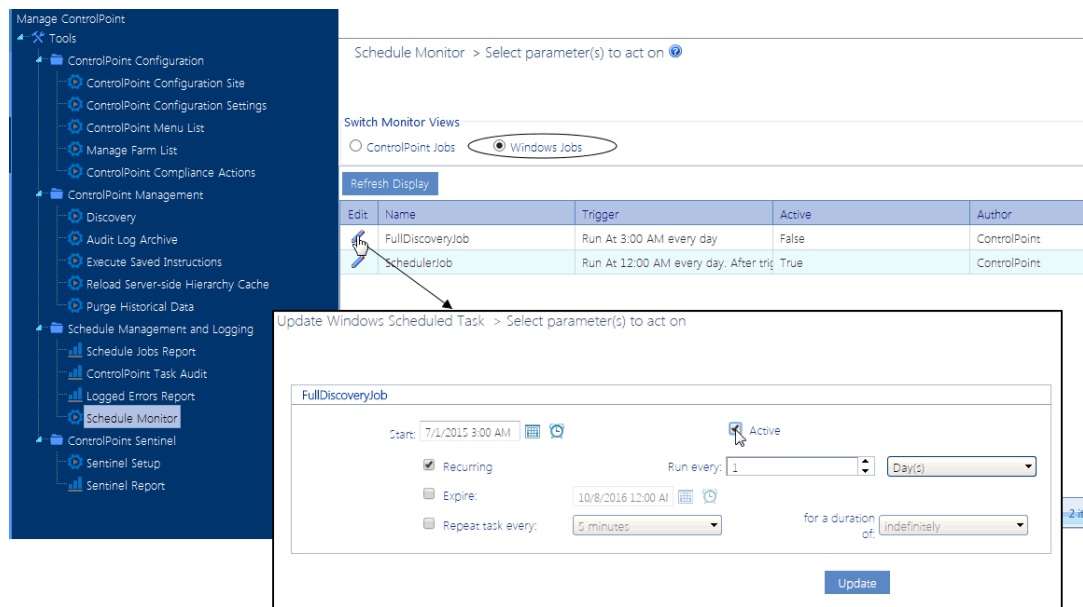 Manage ControlPoint
Tools
ControlPoint Configuration
ControlPoint Configuration Site
ControlPoint Configuration Settings
ControlPoint Menu List
Manage Farm List
ControlPoint Compliance Actions
ControlPoint Management
Discovery
Audit Log Archive
Execute Saved Instructions
Reload Server-side Hierarchy Cache
Purge Historical Data
Schedule Management and Logging
Schedule Jobs Report
ControlPoint Task Audit
Logged Errors Report
Schedule Monitor
ControlPoint Sentinel
Sentinel Setup
Sentinel Report
Schedule Monitor > Select parameter(s) to act on
Switch Monitor Views
ControlPoint Jobs Windows Jobs
Refresh Display
Edit Name Trigger Active Author
FullDiscoveryJob Run At 3:00 AM every day False ControlPoint
SchedulerJob Run At 12:00 AM every day. After trig True ControlPoint
2 it
Update Windows Scheduled Task > Select parameter(s) to act on
FullDiscoveryJob
Start: 7/1/2015 3:00 AM Active
Recurring Run every: 1 Day(s)
Expire: 10/8/2016 12:00 AM
Repeat task every: 5 minutes for a duration of: indefinitely
Update